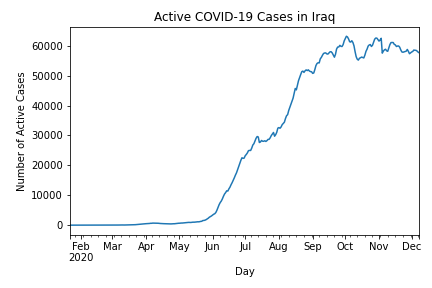 Active COVID-19 Cases in Iraq
Number of Active Cases
60000
50000
40000
30000
20000
10000
0
Feb Mar Apr May Jun Jul Aug Sep Oct Nov Dec
2020
Day